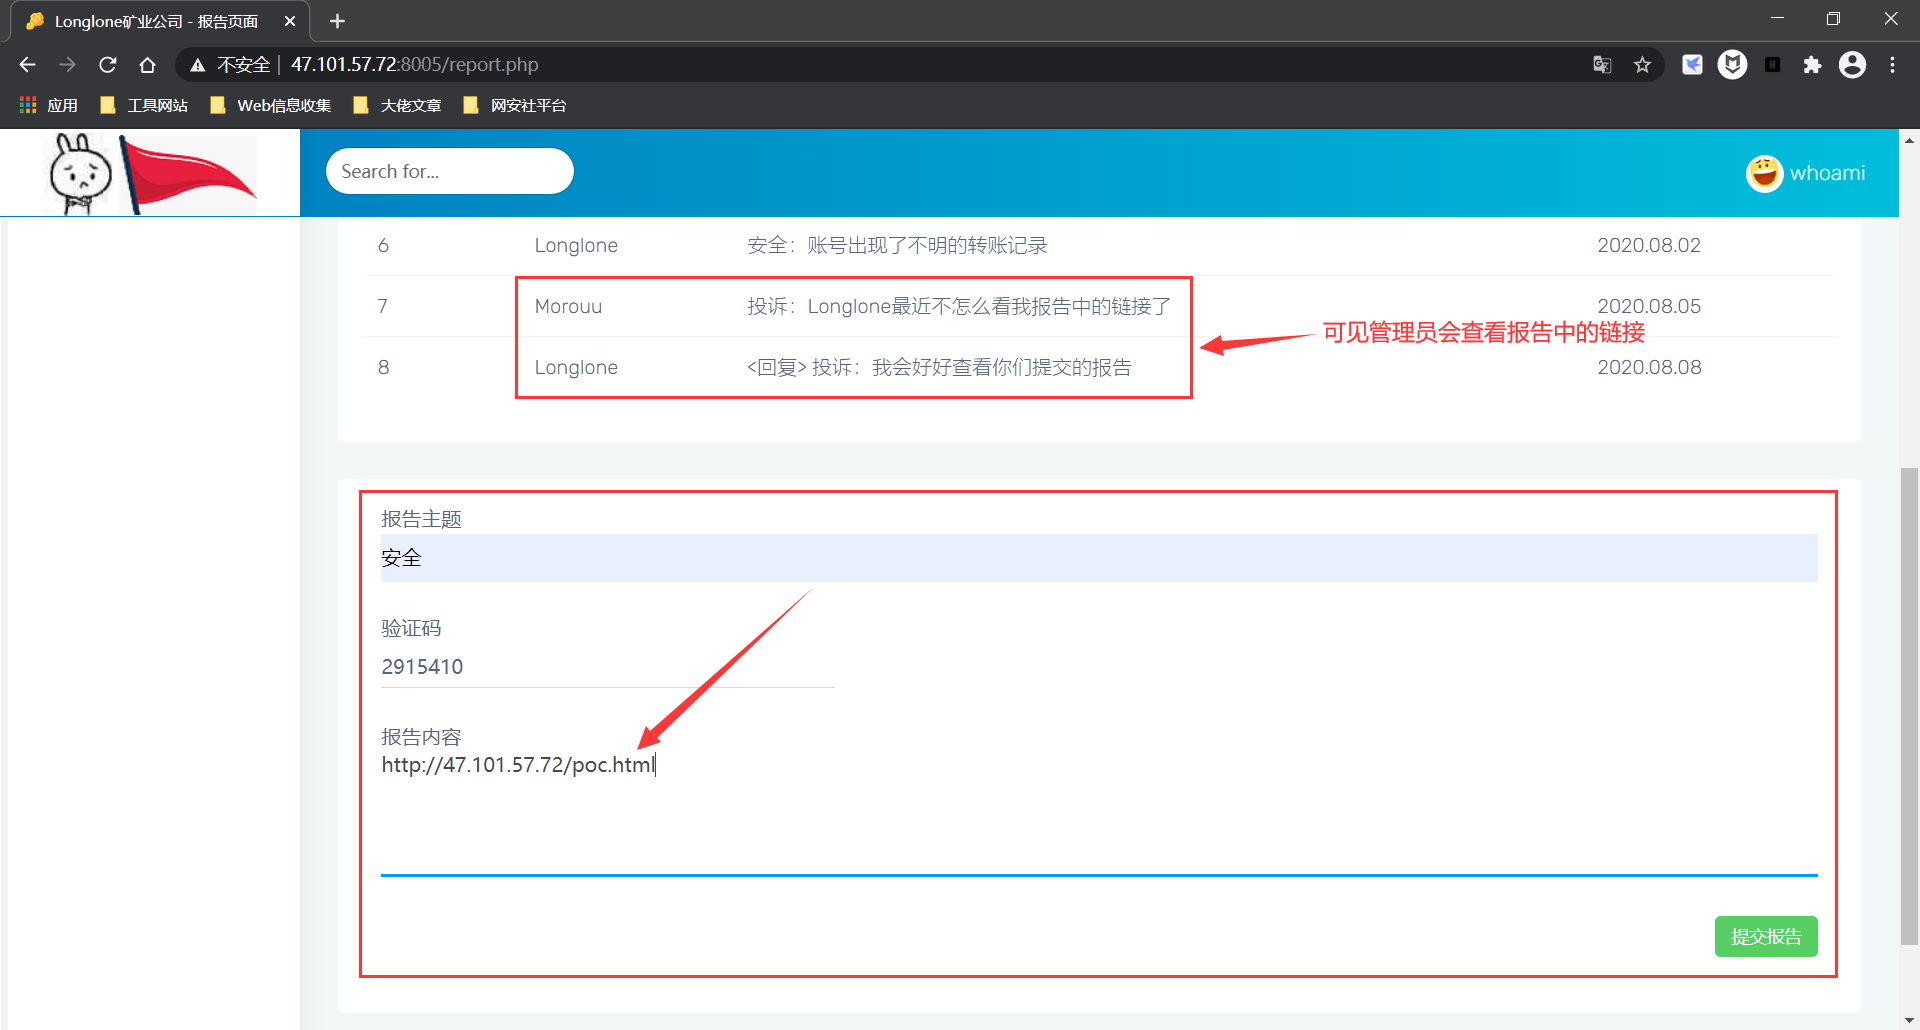 Longlone矿业公司 - 报告页面
不安全 | 47.101.57.72:8005/report.php
应用 工具网站 Web信息收集 大佬文章 网安社平台
Search for...
whoami
6 Longlone 安全：账号出现了不明的转账记录 2020.08.02
7 Morouu 投诉：Longlone最近不怎么看我报告中的链接了 2020.08.05
可见管理员会查看报告中的链接
8 Longlone <回复> 投诉：我会好好查看你们提交的报告 2020.08.08
报告主题
安全
验证码
2915410
报告内容
http://47.101.57.72/poc.html
提交报告